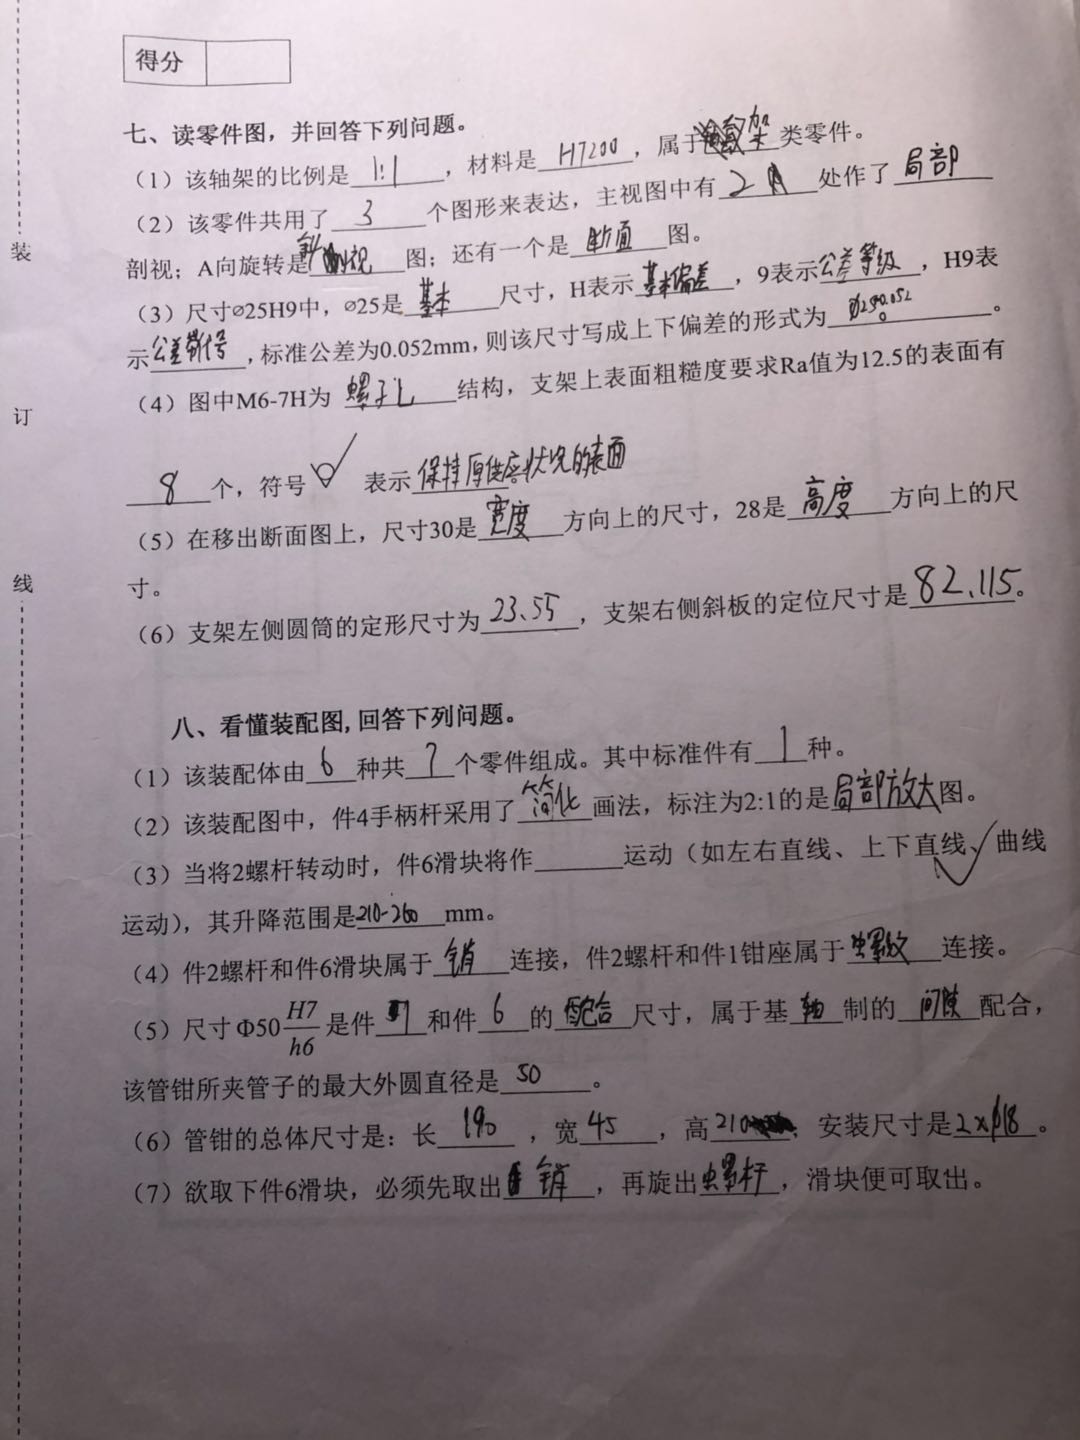 得分
七、读零件图，并回答下列问题。
（1）该轴架的比例是 1:1 ，材料是 HT200 ，属于 架 类零件。
（2）该零件共用了 3 个图形来表达，主视图中有 2 处作了 局部
剖视；A向旋转是 斜视 图；还有一个是 断面 图。
（3）尺寸⌀25H9中，⌀25是 基本 尺寸，H表示 基本偏差 ，9表示 公差等级 ，H9表
示 公差带代号 ，标准公差为0.052mm，则该尺寸写成上下偏差的形式为 ϕ25 0.052 0 。
（4）图中M6-7H为 螺孔 结构，支架上表面粗糙度要求Ra值为12.5的表面有
8 个，符号 表示 保持原供应状况的表面
（5）在移出断面图上，尺寸30是 宽度 方向上的尺寸，28是 高度 方向上的尺
寸。
（6）支架左侧圆筒的定形尺寸为 23、55 ，支架右侧斜板的定位尺寸是 82、115 。
八、看懂装配图,回答下列问题。
（1）该装配体由 6 种共 7 个零件组成。其中标准件有 1 种。
（2）该装配图中，件4手柄杆采用了 简化 画法，标注为2:1的是 局部放大 图。
（3）当将2螺杆转动时，件6滑块将作 运动（如左右直线、上下直线、曲线
运动），其升降范围是 210-260 mm。
（4）件2螺杆和件6滑块属于 销 连接，件2螺杆和件1钳座属于 螺纹 连接。
（5）尺寸 Φ50 H7/h6 是件 1 和件 6 的 配合 尺寸，属于基 轴 制的 间隙 配合，
该管钳所夹管子的最大外圆直径是 50 。
（6）管钳的总体尺寸是：长 190 ，宽 45 ，高 210 ，安装尺寸是 2×ϕ18 。
（7）欲取下件6滑块，必须先取出 销 ，再旋出 螺杆 ，滑块便可取出。
装
订
线